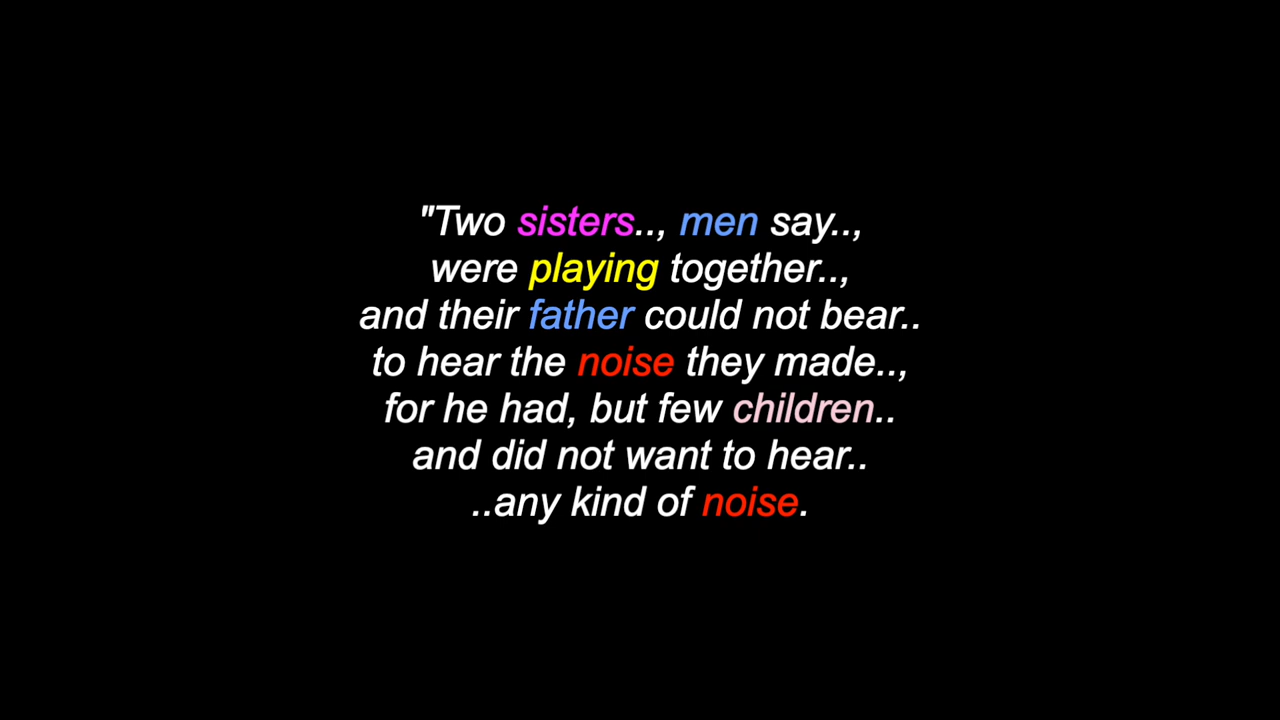 "Two sisters.., men say..,
were playing together..,
and their father could not bear..
to hear the noise they made..,
for he had, but few children..
and did not want to hear..
..any kind of noise.